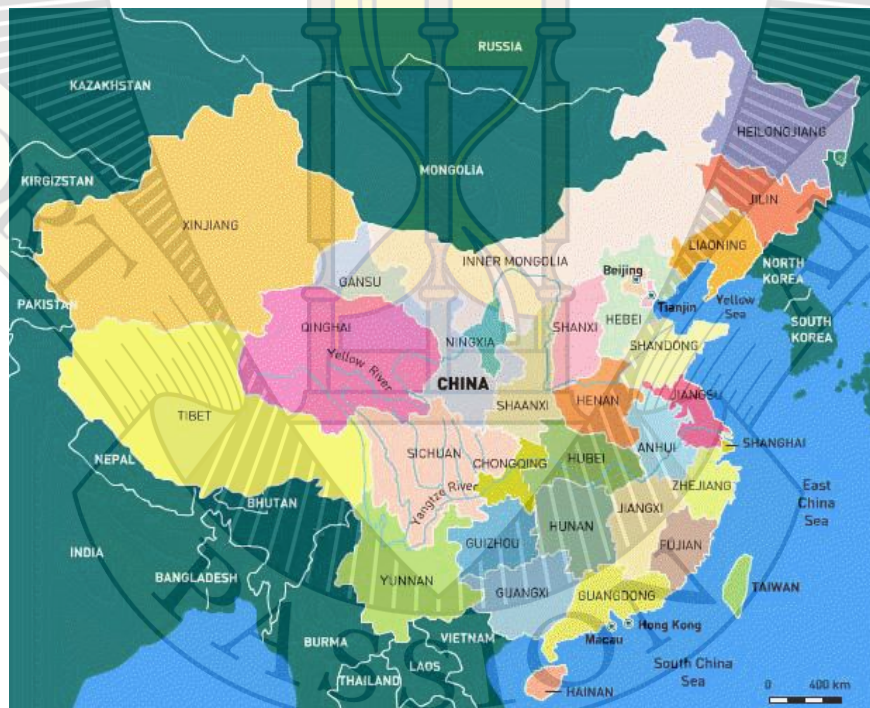 RUSSIA
KAZAKHSTAN
HEILONGJIANG
MONGOLIA
KIRGIZSTAN
JILIN
XINJIANG
LIAONING
INNER MONGOLIA
NORTH
KOREA
Beijing
GANSU
PAKISTAN
Tianjin
Yellow
Sea
QINGHAI
NINGXIA
SHANXI
HEBEI
SOUTH
KOREA
SHANDONG
Yellow River
CHINA
JIANGSU
HENAN
SHAANXI
TIBET
SHANGHAI
ANHUI
SICHUAN
CHONGQING
HUBEI
NEPAL
ZHEJIANG
East
China
Sea
Yangtze River
BHUTAN
JIANGXI
HUNAN
GUIZHOU
FUJIAN
INDIA
BANGLADESH
YUNNAN
GUANGXI
GUANGDONG
TAIWAN
Hong Kong
Macau
BURMA
VIETNAM
LAOS
South China
Sea
THAILAND
HAINAN
0 400 km
PASSION